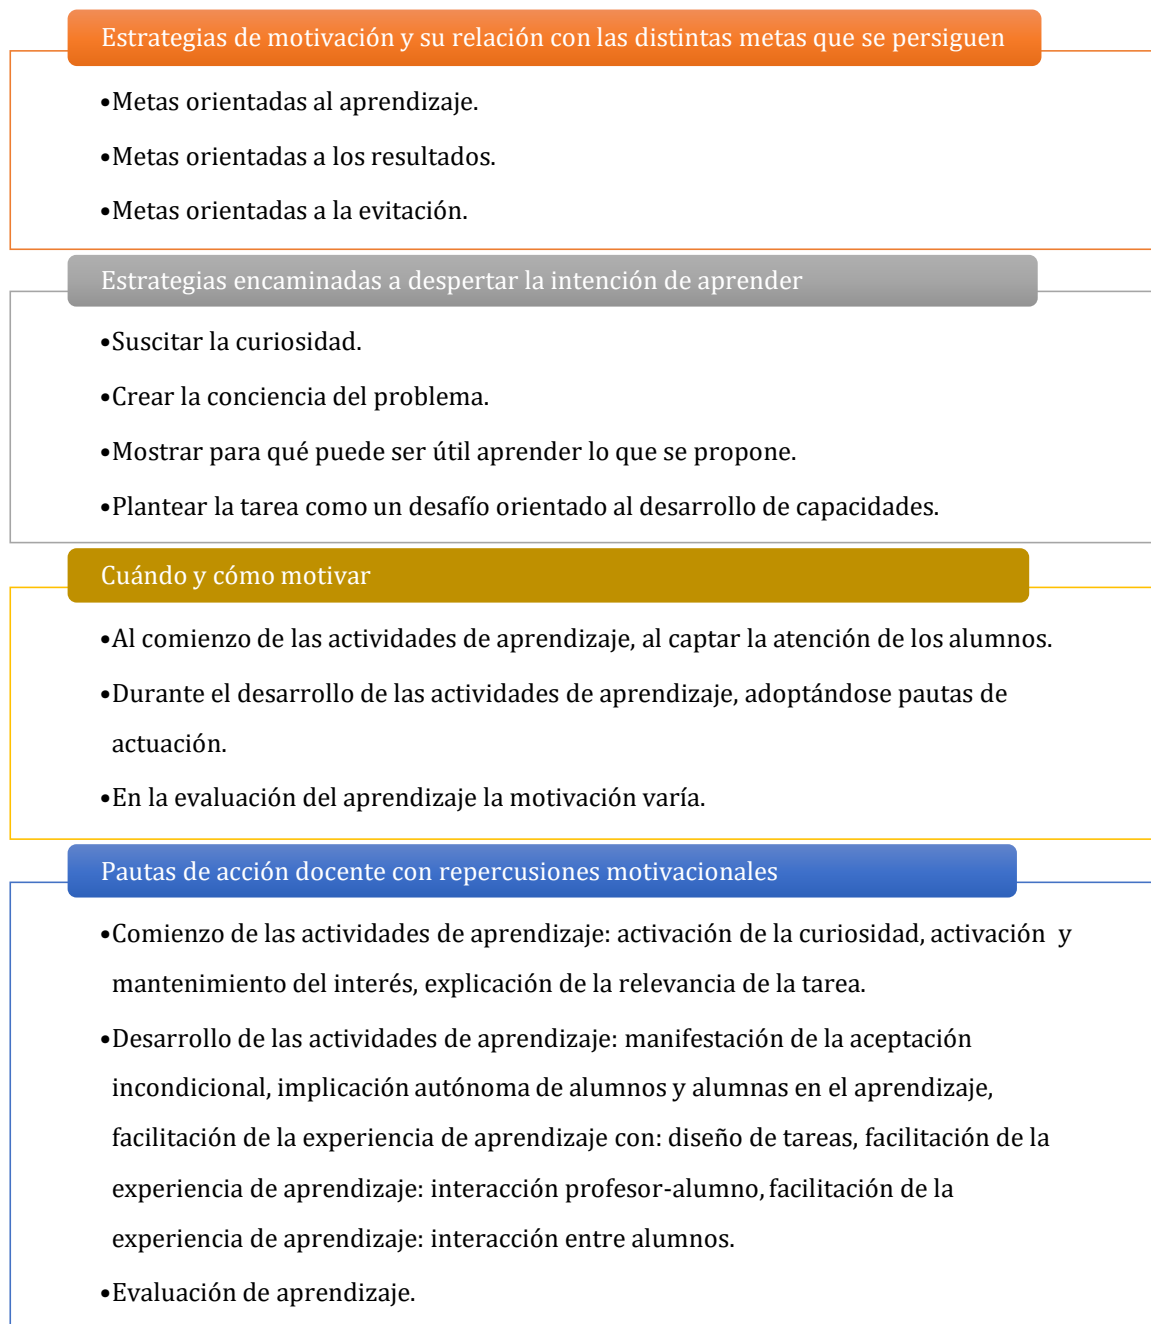 Estrategias de motivación y su relación con las distintas metas que se persiguen
•Metas orientadas al aprendizaje.
•Metas orientadas a los resultados.
•Metas orientadas a la evitación.
Estrategias encaminadas a despertar la intención de aprender
•Suscitar la curiosidad.
•Crear la conciencia del problema.
•Mostrar para qué puede ser útil aprender lo que se propone.
•Plantear la tarea como un desafío orientado al desarrollo de capacidades.
Cuándo y cómo motivar
•Al comienzo de las actividades de aprendizaje, al captar la atención de los alumnos.
•Durante el desarrollo de las actividades de aprendizaje, adoptándose pautas de
actuación.
•En la evaluación del aprendizaje la motivación varía.
Pautas de acción docente con repercusiones motivacionales
•Comienzo de las actividades de aprendizaje: activación de la curiosidad, activación y
mantenimiento del interés, explicación de la relevancia de la tarea.
•Desarrollo de las actividades de aprendizaje: manifestación de la aceptación
incondicional, implicación autónoma de alumnos y alumnas en el aprendizaje,
facilitación de la experiencia de aprendizaje con: diseño de tareas, facilitación de la
experiencia de aprendizaje: interacción profesor-alumno, facilitación de la
experiencia de aprendizaje: interacción entre alumnos.
•Evaluación de aprendizaje.